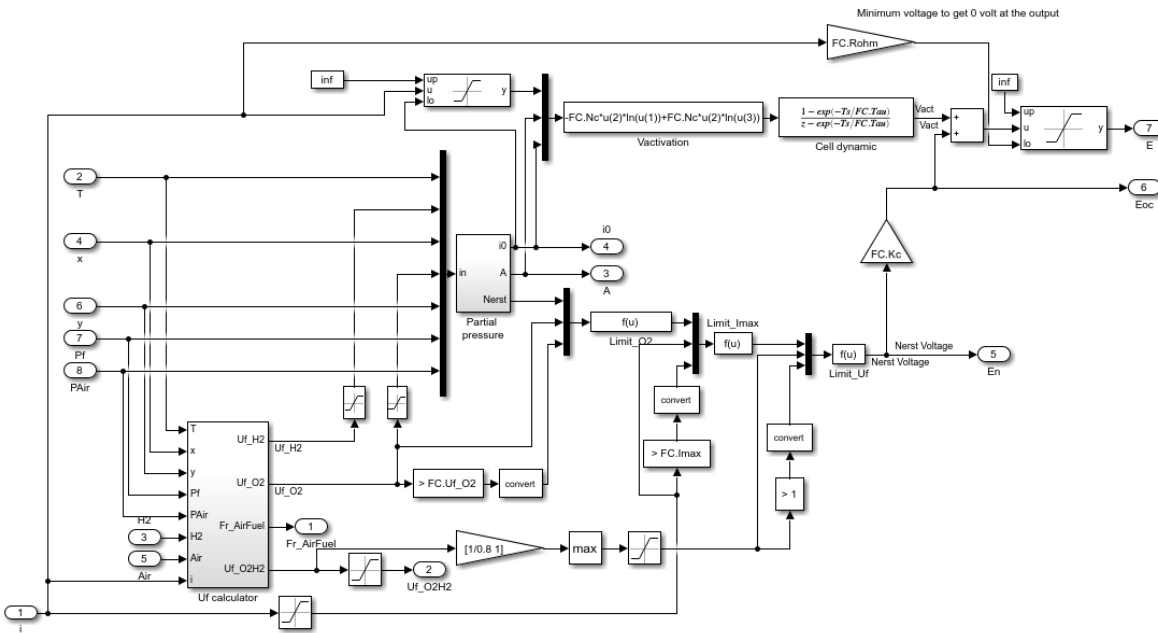 Minimum voltage to get 0 volt at the output
FC.Rohm
inf
up
u
lo
y
inf
up
u
lo
y
7
E
-FC.Nc*u(2)*ln(u(1))+FC.Nc*u(2)*ln(u(3))
Vactivation
1-exp(-Ts/FC.Tau)
z-exp(-Ts/FC.Tau)
Cell dynamic
Vact
Vact
+
+
2
T
6
Eoc
4
x
i0
4
i0
in
A
Nerst
Partial
pressure
3
A
FC.Kc
6
y
7
Pf
8
PAir
f(u)
Limit_O2
Limit_Imax
f(u)
f(u)
Limit_Uf
Nerst Voltage
Nerst Voltage
5
En
convert
> FC.Imax
convert
> 1
T
x
y
Pf
PAir
H2
Air
i
Uf_H2
Uf_O2
Fr_AirFuel
Uf_O2H2
Uf calculator
Uf_H2
Uf_O2
> FC.Uf_O2
convert
H2
3
5
Air
1
Fr_AirFuel
[1/0.8 1]
max
2
Uf_O2H2
1
i